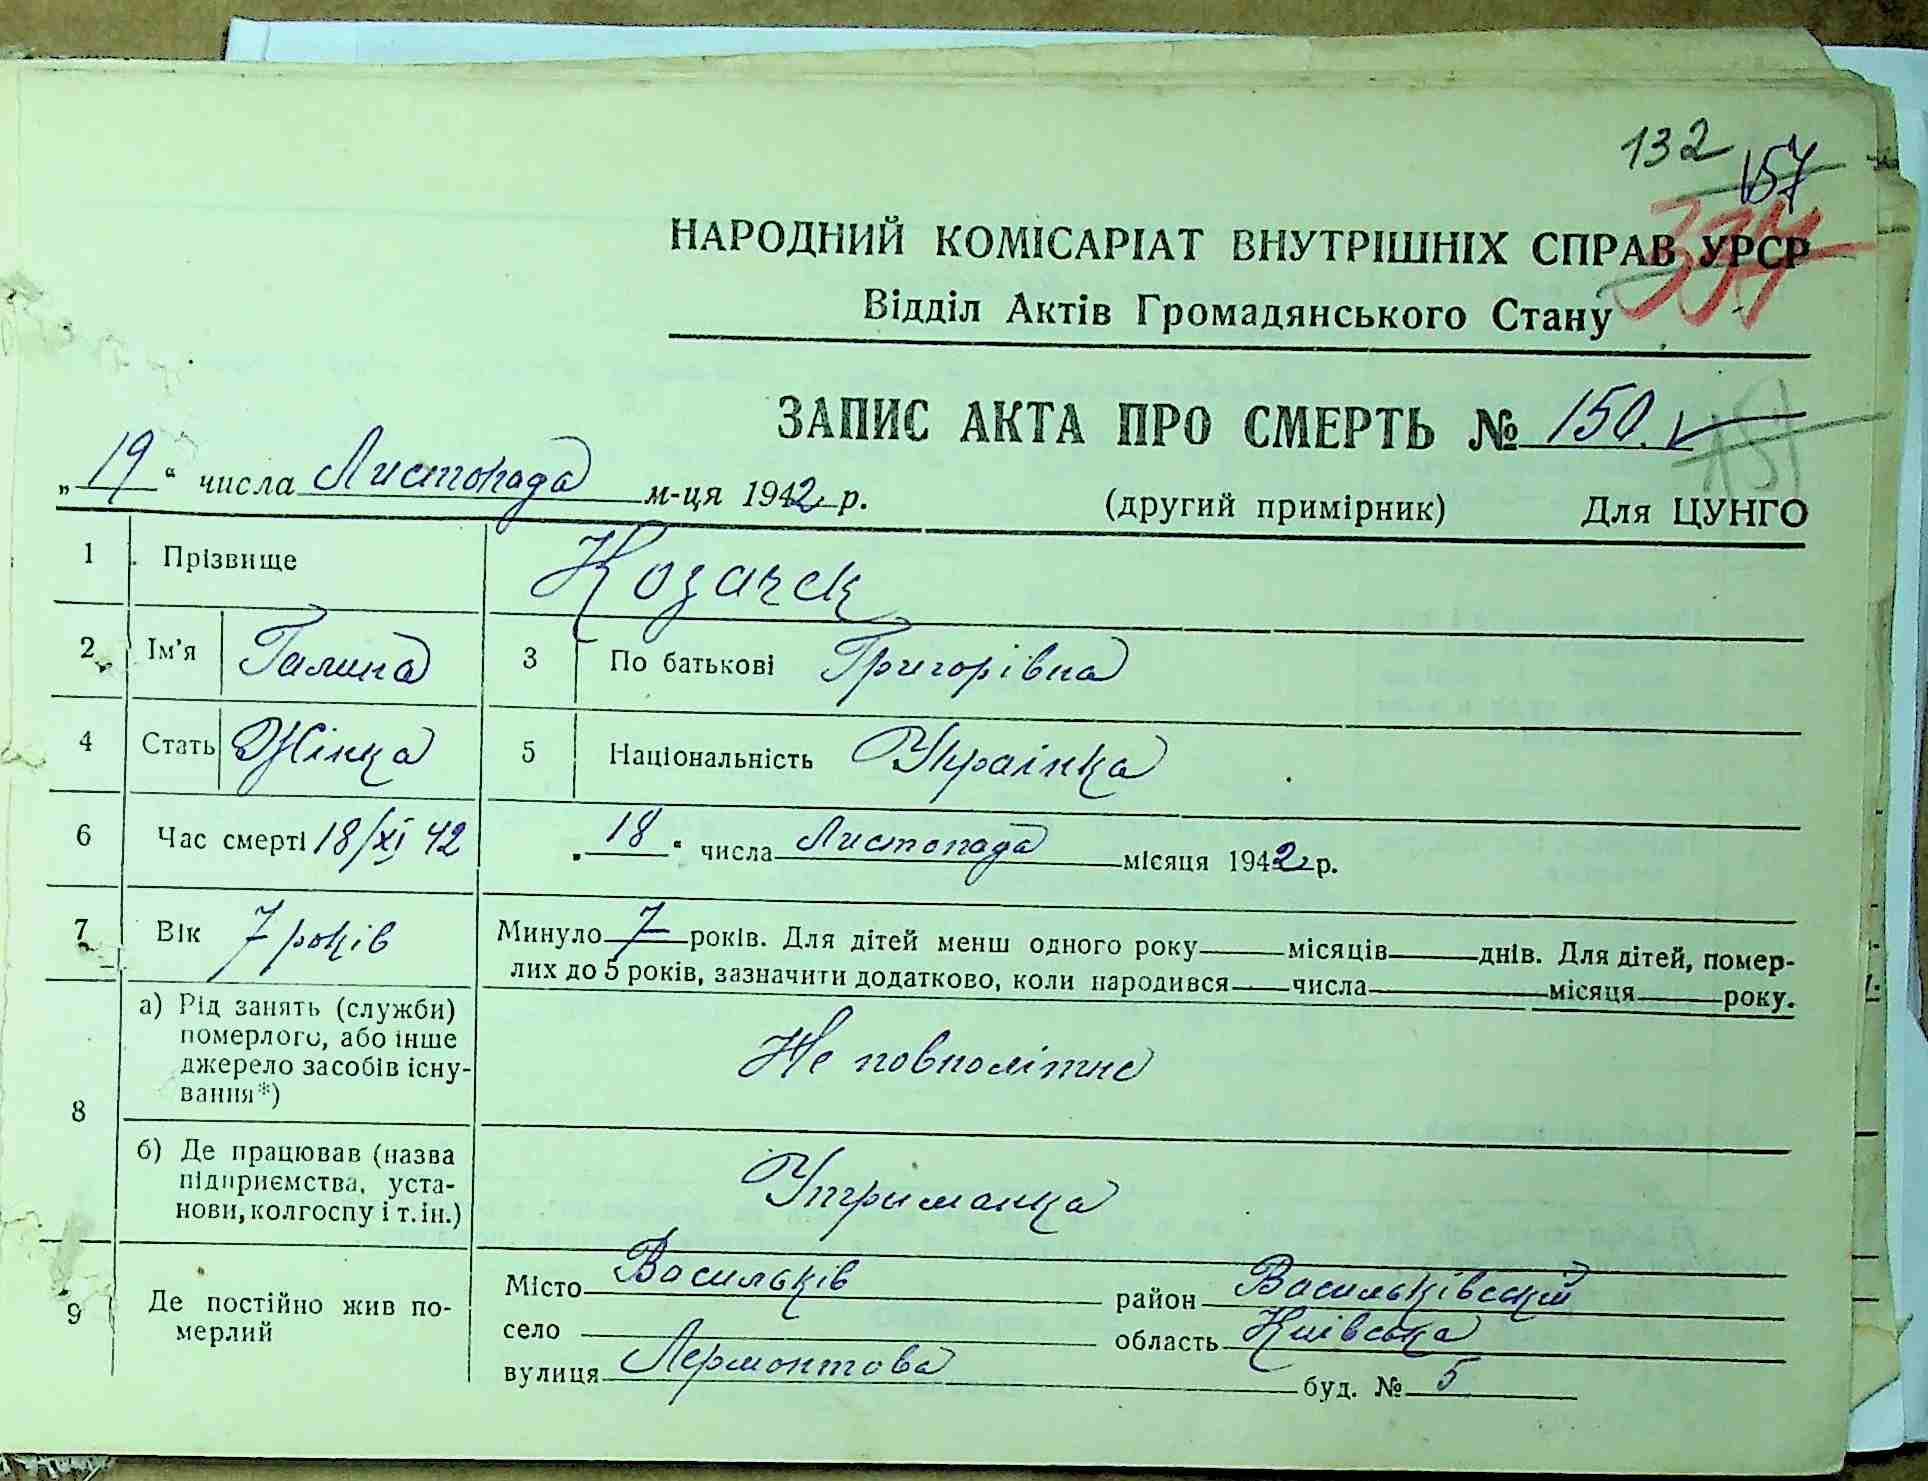 132
157
334
НАРОДНИЙ КОМІСАРІАТ ВНУТРІШНІХ СПРАВ УРСР
Відділ Актів Громадянського Стану
ЗАПИС АКТА ПРО СМЕРТЬ № 150.
151
„19“ числа Листопада м-ця 1942 р. (другий примірник) Для ЦУНГО
1 Прізвище Козачек
2 Ім’я Галина 3 По батькові Григорівна
4 Стать Жінка 5 Національність Украінка
6 Час смерті 18/XI 42 „18“ числа Листопада місяця 1942 р.
7 Вік 7 років Минуло 7 років. Для дітей менш одного року місяців днів. Для дітей, помер-
лих до 5 років, зазначити додатково, коли народився числа місяця року.
8 а) Рід занять (служби)
померлого, або інше
джерело засобів існу-
вання*)
Не повнолітне
б) Де працював (назва
підприємства, уста-
нови, колгоспу і т. ін.)
Утриманка
9 Де постійно жив по-
мерлий
Місто Васильків район Васильківський
село область Київська
вулиця Лермонтова буд. № 5